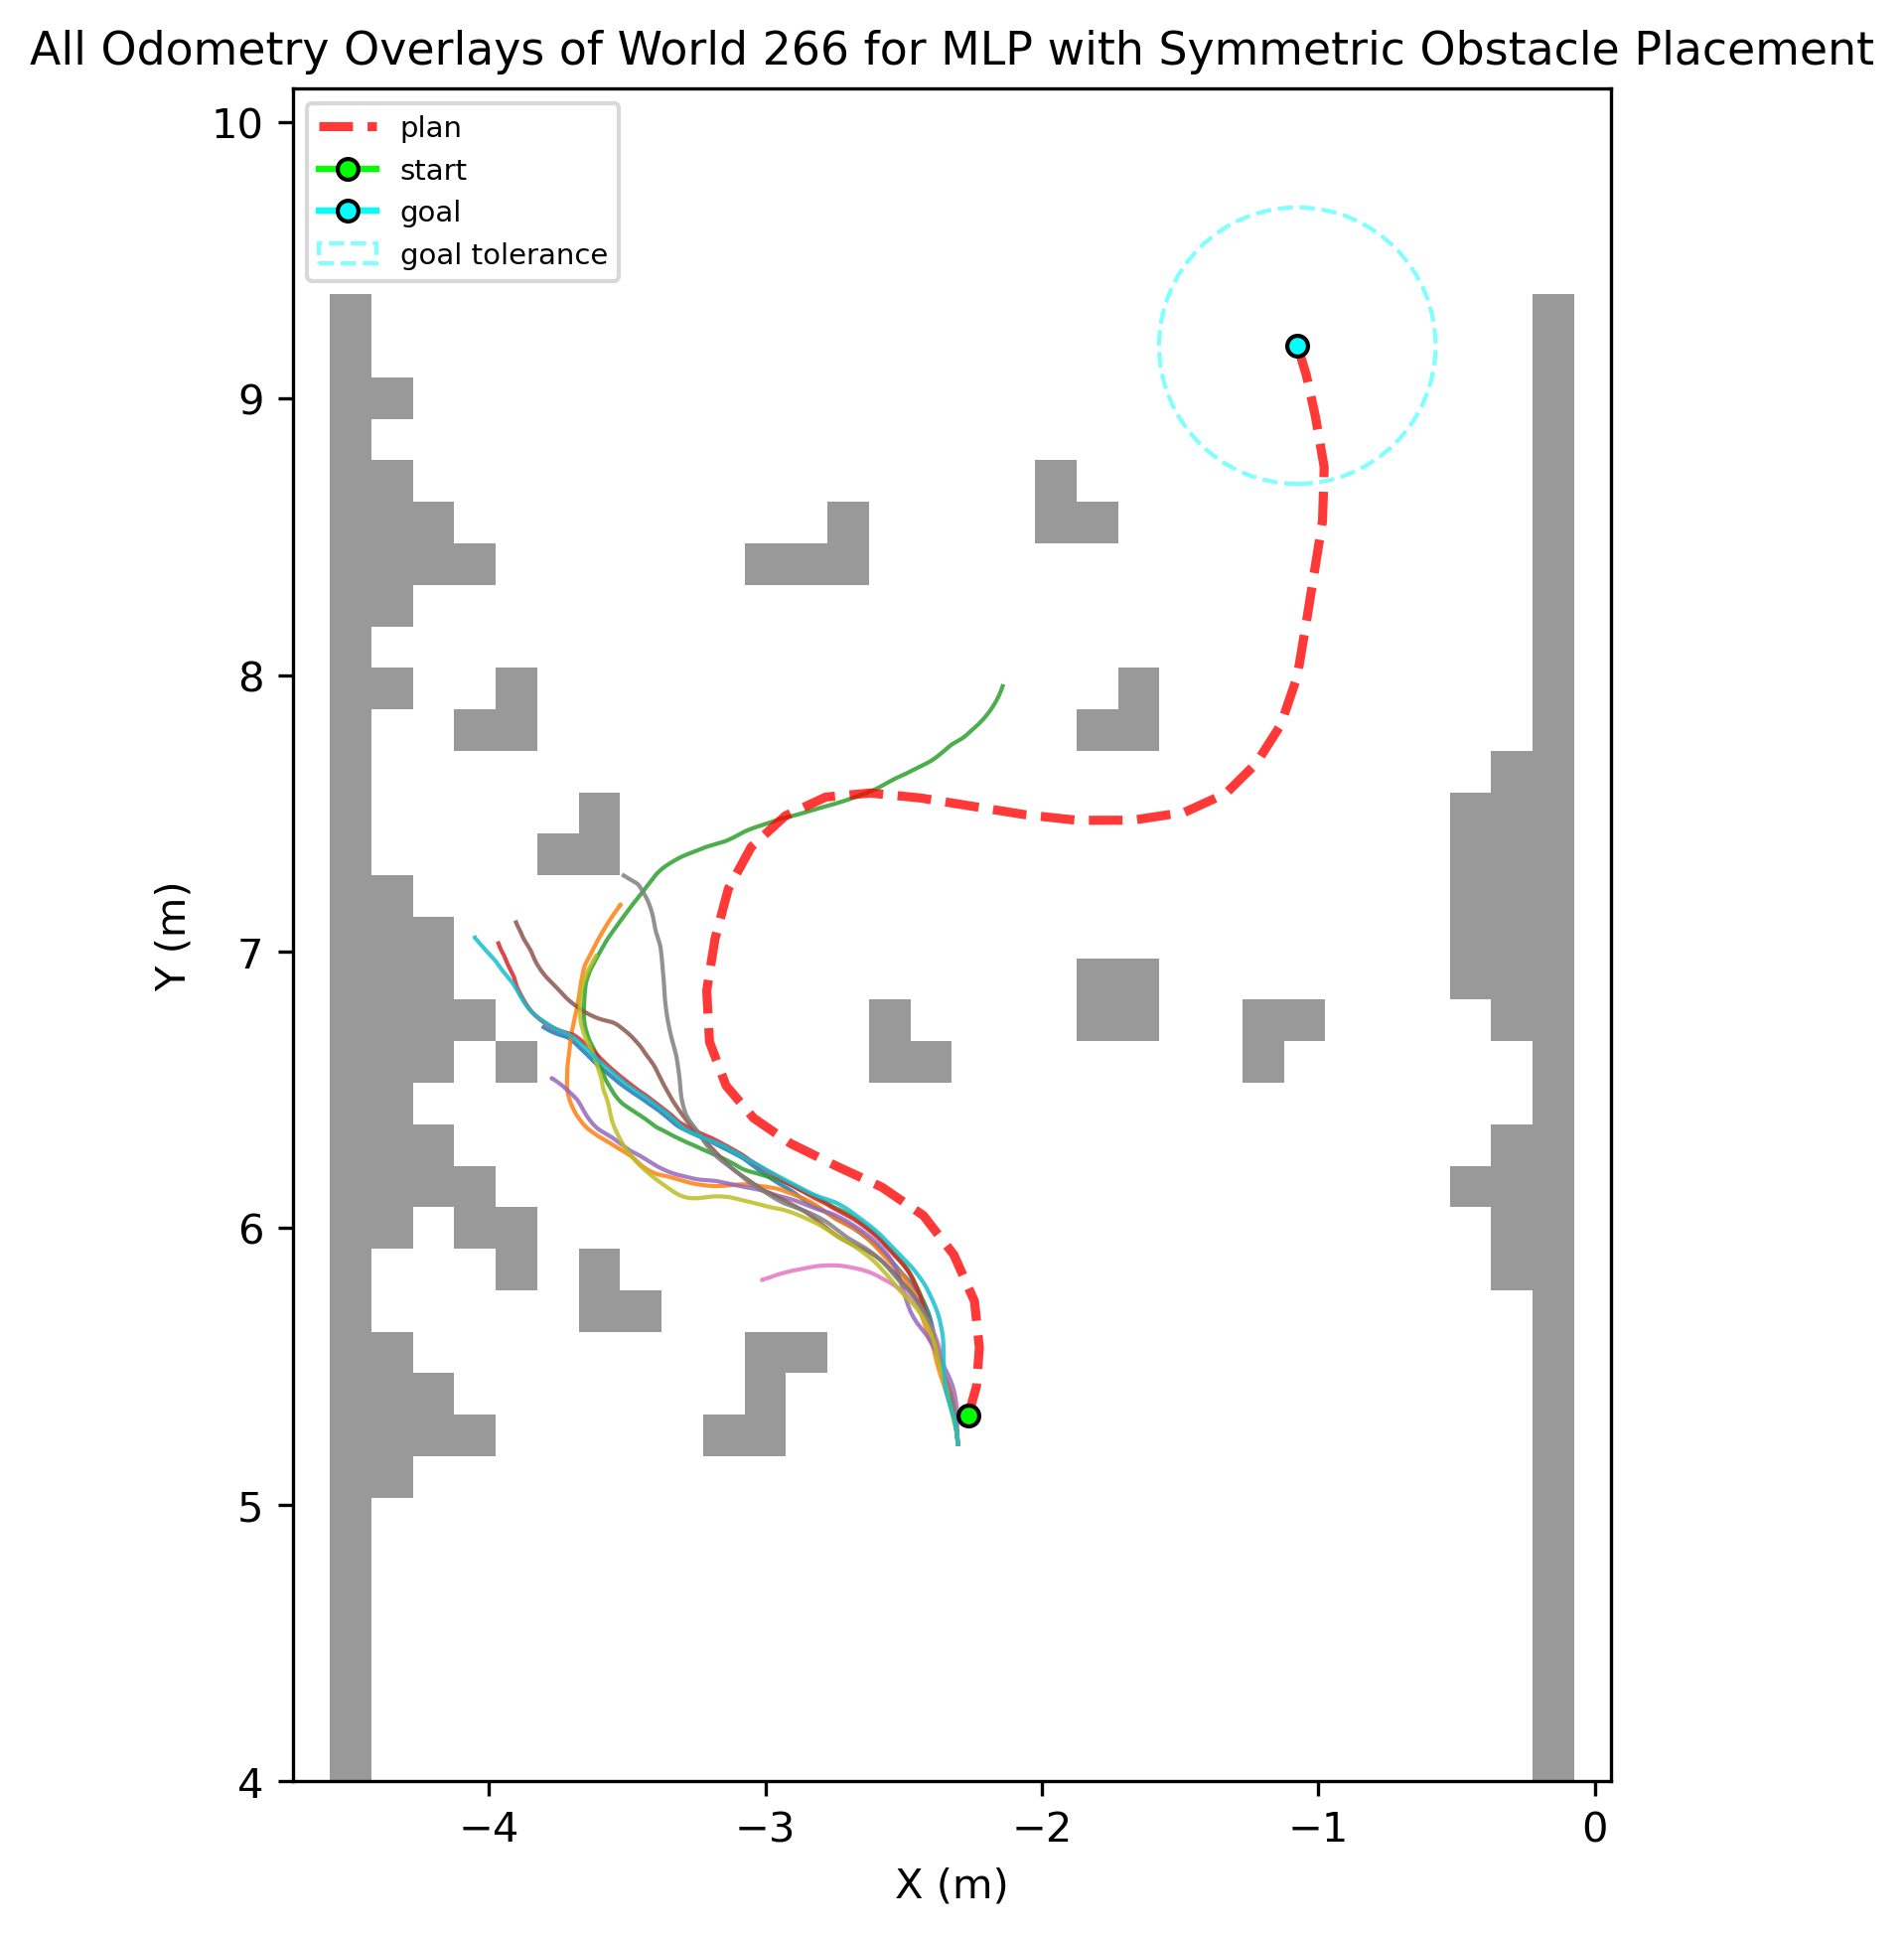 All Odometry Overlays of World 266 for MLP with Symmetric Obstacle Placement
plan
start
goal
goal tolerance
10
9
8
7
6
5
4
Y (m)
−4
−3
−2
−1
0
X (m)